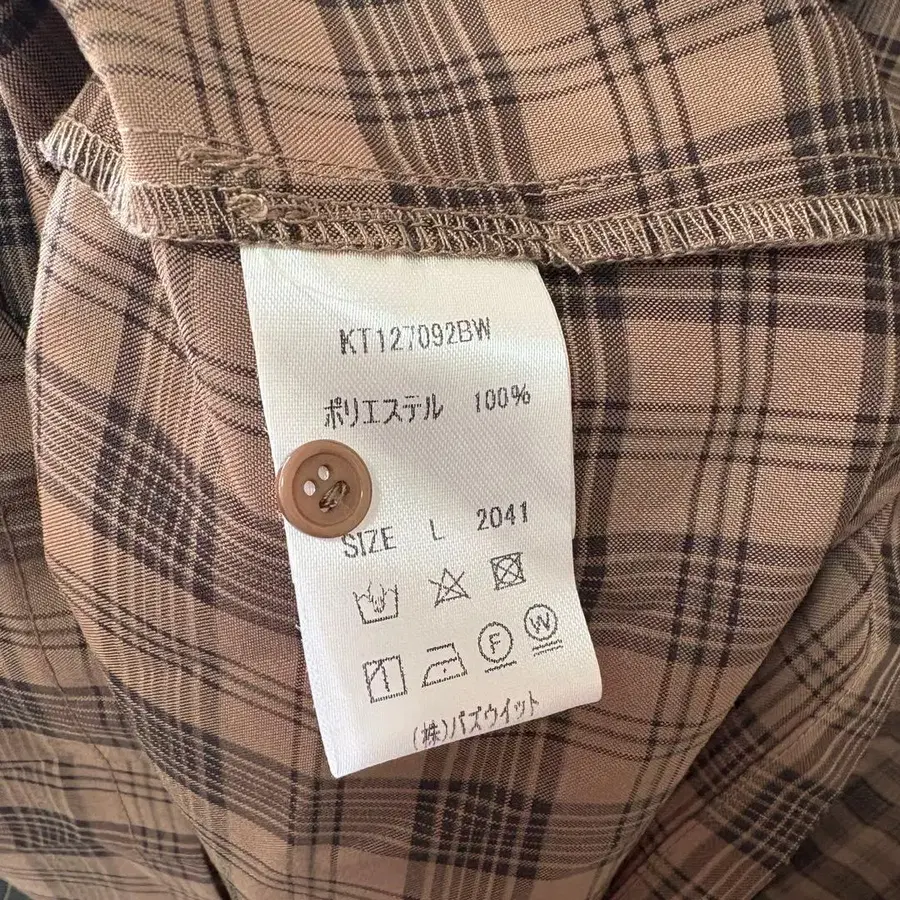 KT127092BW
ポリエステル 100%
SIZE L 2041
F W
(株)パズウイット